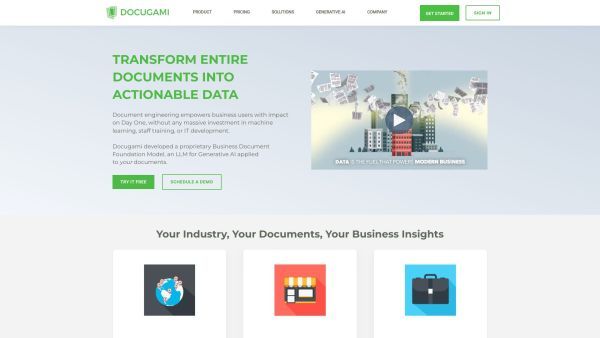 DOCUGAMI
PRODUCT
PRICING
SOLUTIONS
GENERATIVE AI
COMPANY
GET STARTED
SIGN IN
TRANSFORM ENTIRE
DOCUMENTS INTO
ACTIONABLE DATA
Document engineering empowers business users with impact
on Day One, without any massive investment in machine
learning, staff training, or IT development.
Docugami developed a proprietary Business Document
Foundation Model, an LLM for Generative AI applied
to your documents.
TRY IT FREE
SCHEDULE A DEMO
DATA IS THE FUEL THAT POWERS MODERN BUSINESS
Your Industry, Your Documents, Your Business Insights